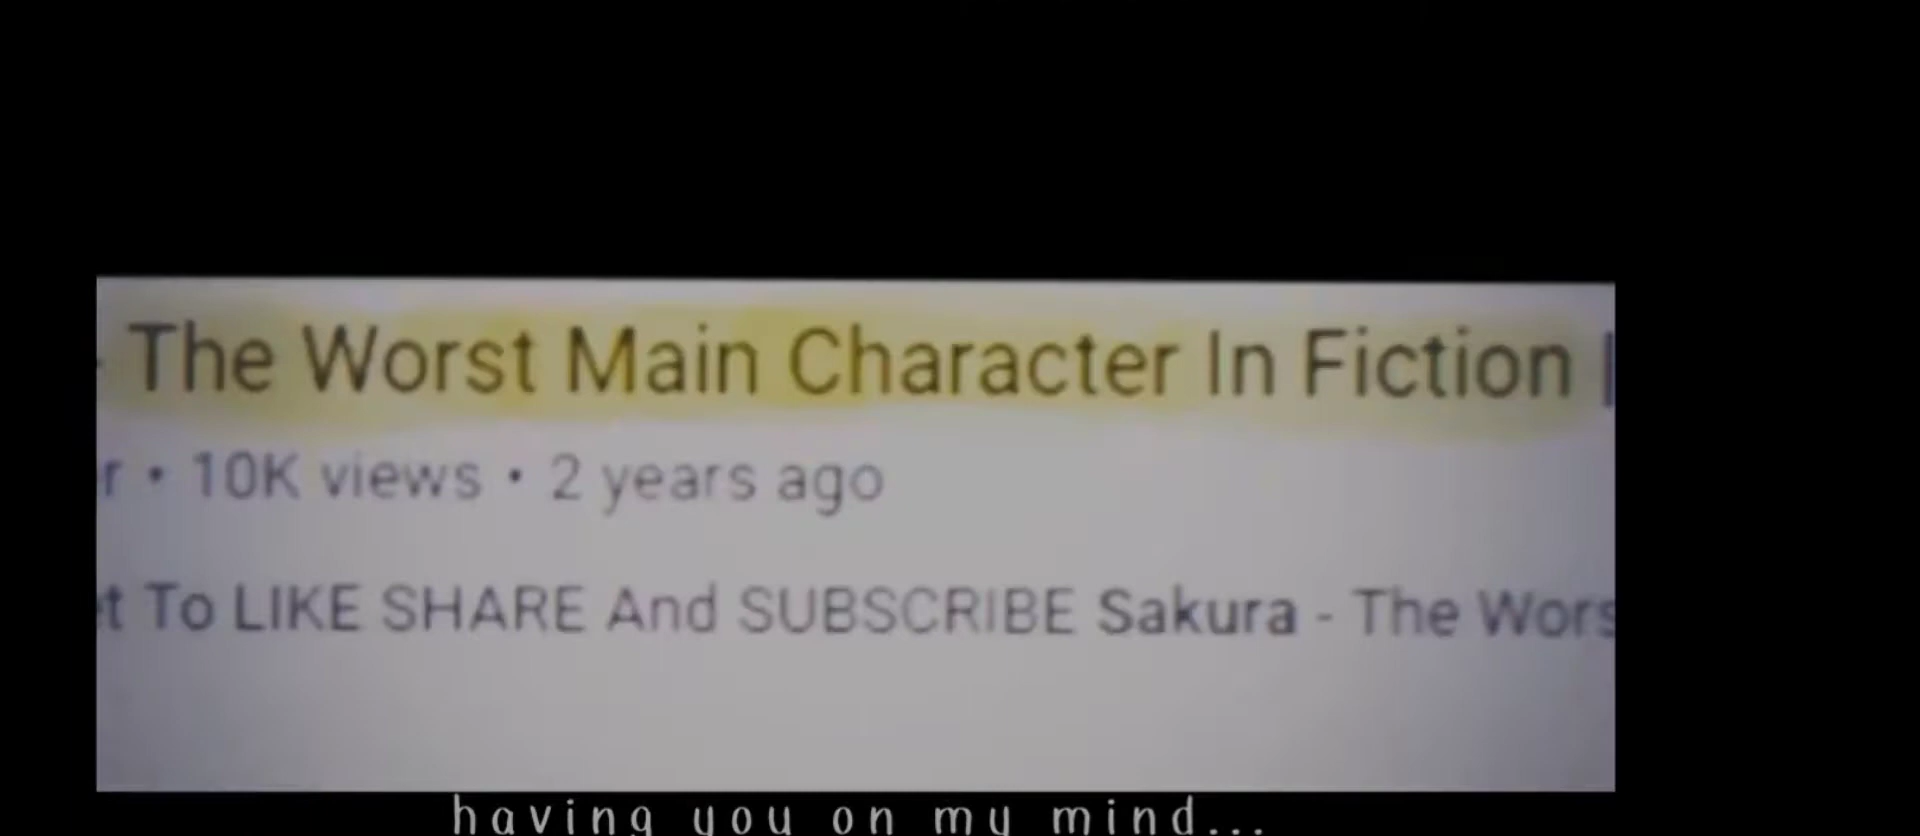 The Worst Main Character In Fiction |
r • 10K views • 2 years ago
t To LIKE SHARE And SUBSCRIBE Sakura - The Wors
having you on my mind...